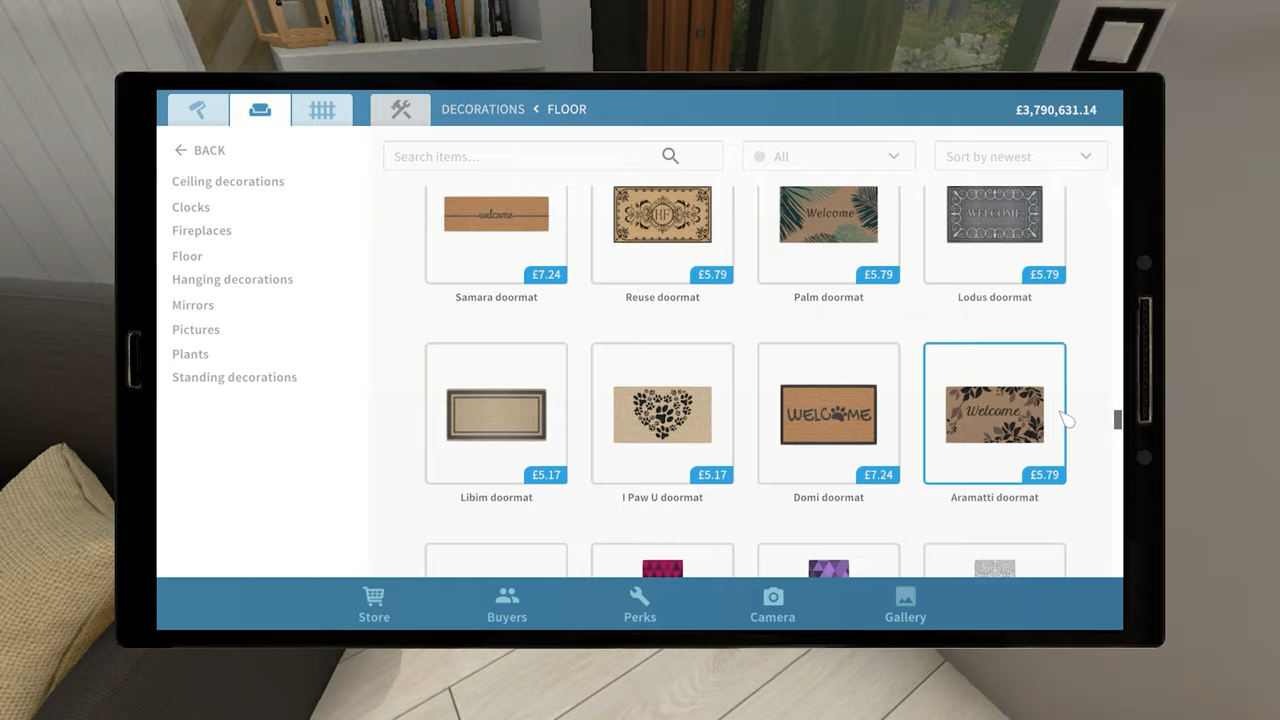 DECORATIONS < FLOOR
£3,790,631.14
BACK
Search items...
All
Sort by newest
Ceiling decorations
Clocks
Fireplaces
Floor
Hanging decorations
Mirrors
Pictures
Plants
Standing decorations
welcome
HF
Welcome
WELCOME
£7.24
£5.79
£5.79
£5.79
Samara doormat
Reuse doormat
Palm doormat
Lodus doormat
WELCOME
Welcome
£5.17
£5.17
£7.24
£5.79
Libim doormat
I Paw U doormat
Domi doormat
Aramatti doormat
Store
Buyers
Perks
Camera
Gallery